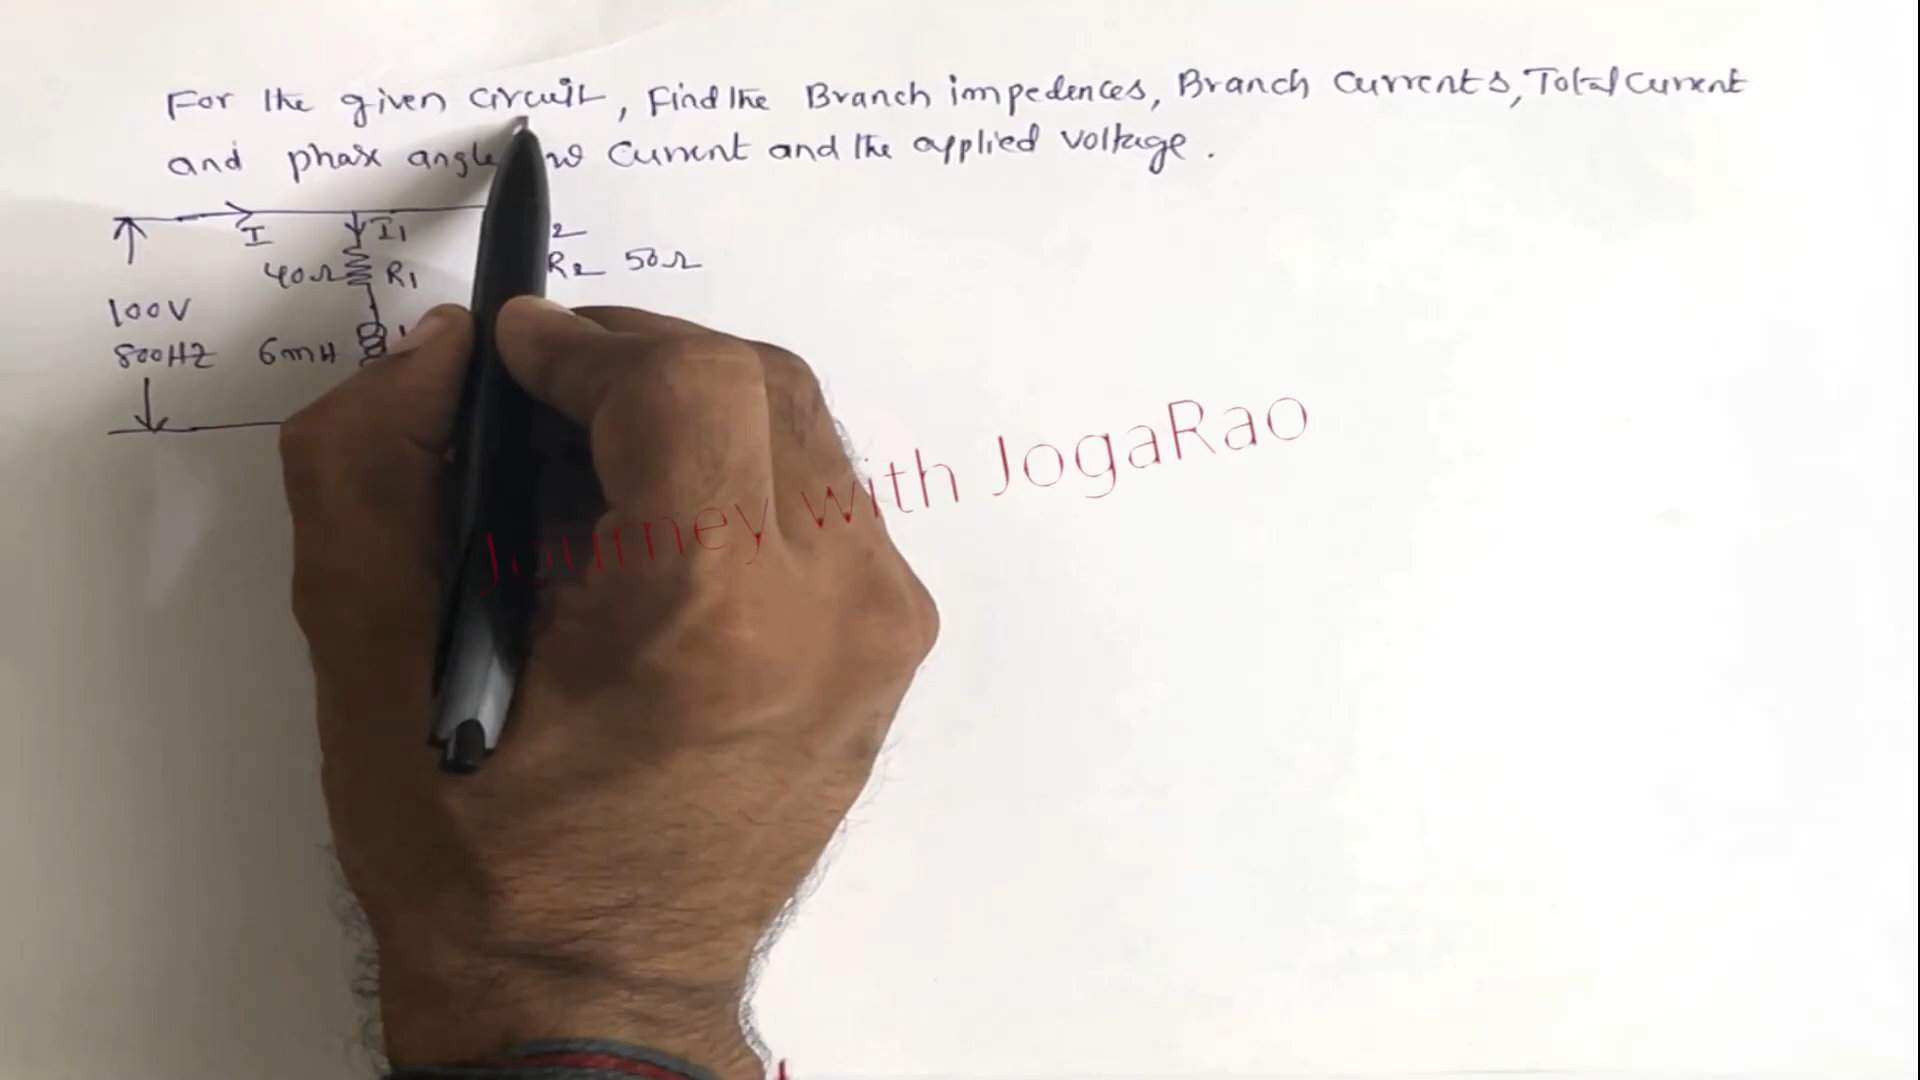 For the given circuit, Find the Branch impedences, Branch Currents, Total Current
and phase angle Current and the applied voltage.
I I1
2
40Ω R1 R2 50Ω
100V
800HZ 6mH
Journey with JogaRao